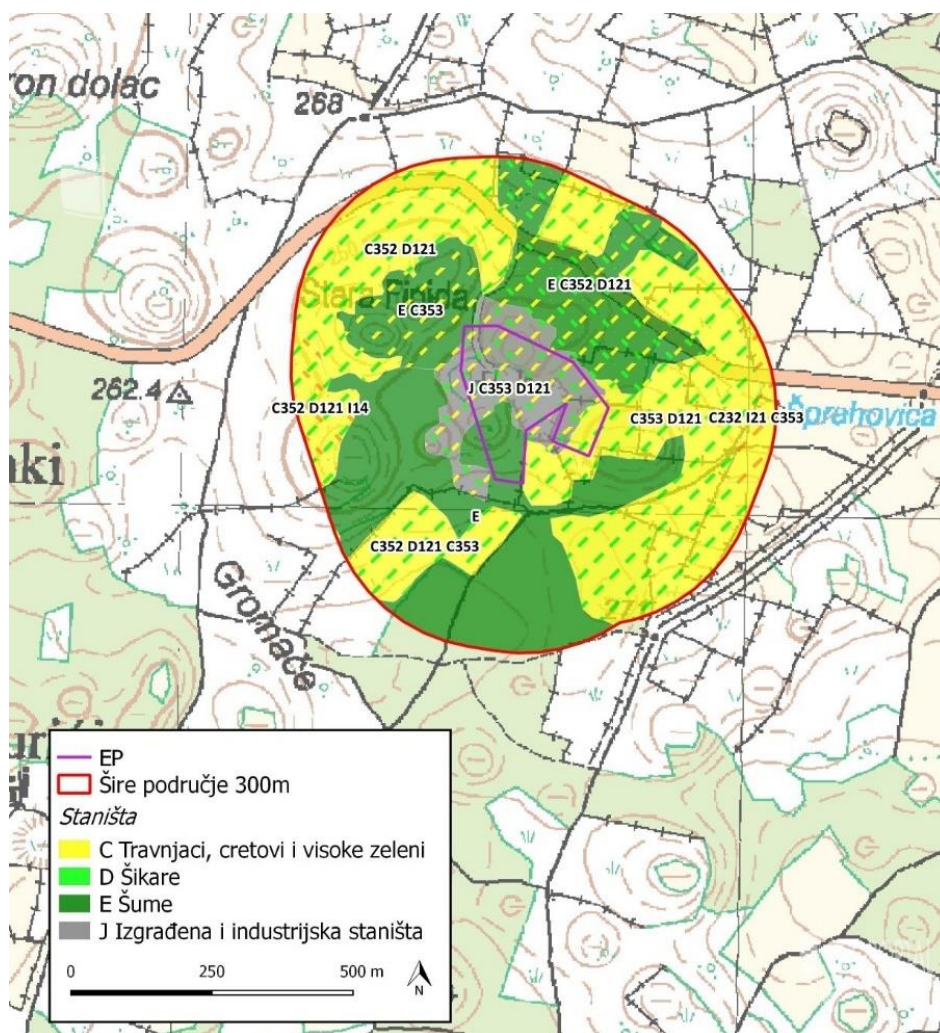 ron dolac
268
C352 D121
E C352 D121
Stara Finida
E C353
262.4
J C353 D121
C352 D121 I14
C353 D121
C232 I21 C353
prahovica
ki
E
C352 D121 C353
Gromače
EP
Šire područje 300m
Staništa
C Travnjaci, cretovi i visoke zeleni
D Šikare
E Šume
J Izgrađena i industrijska staništa
0 250 500 m
N